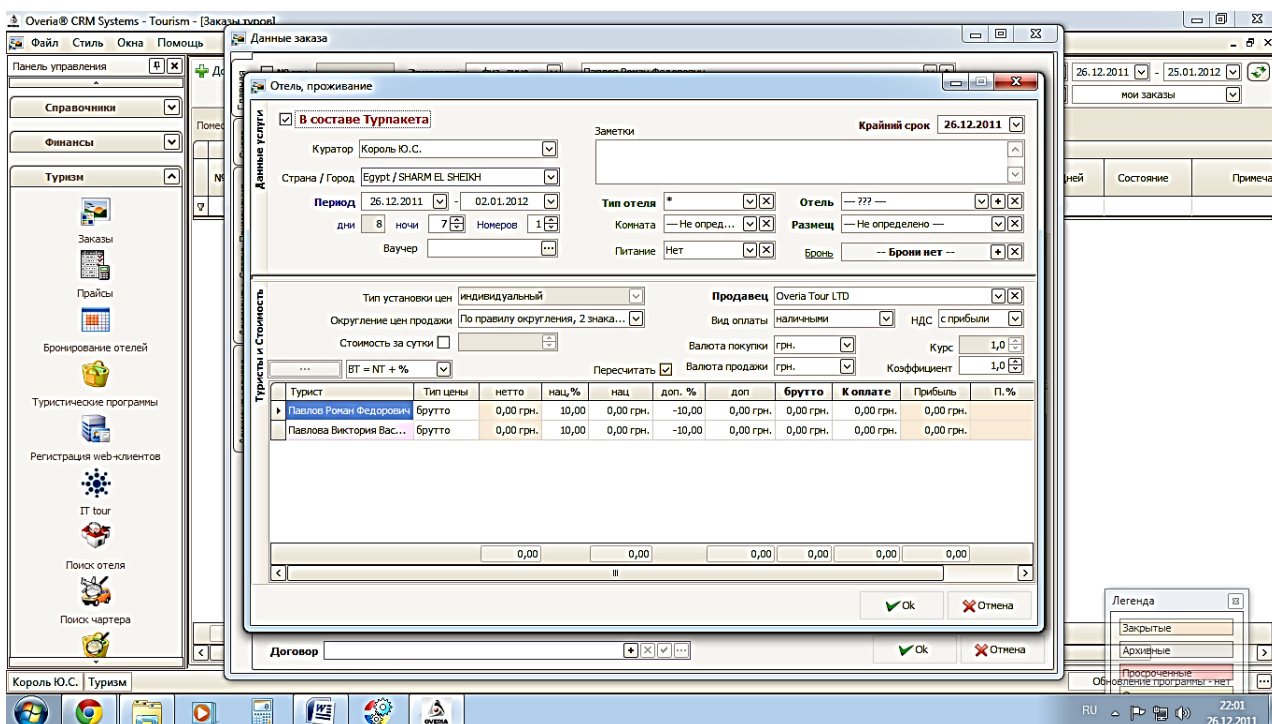 Overia® CRM Systems - Tourism - [Заказы туров]
Файл Стиль Окна Помощь
Панель управления
Справочники
Финансы
Туризм
Заказы
Прайсы
Бронирование отелей
Туристические программы
Регистрация web-клиентов
IT tour
Поиск отеля
Поиск чартера
26.12.2011 - 25.01.2012
мои заказы
Состояние
Данные заказа
Отель, проживание
Данные услуги
В составе Турпакета
Заметки
Крайний срок 26.12.2011
Куратор Король Ю.С.
Страна / Город Egypt / SHARM EL SHEIKH
Период 26.12.2011 - 02.01.2012
Тип отеля *
Отель --- ??? ---
дни 8 ночи 7 Номеров 1
Комната --- Не опред...
Размещ --- Не определено ---
Ваучер
Питание Нет
Бронь -- Брони нет --
Туристы и Стоимость
Тип установки цен индивидуальный
Продавец Overia Tour LTD
Округление цен продажи По правилу округления, 2 знака...
Вид оплаты наличными
НДС с прибыли
Стоимость за сутки
Валюта покупки грн.
Курс 1,0
... BT = NT + %
Пересчитать
Валюта продажи грн.
Коэффициент 1,0
Турист Тип цены нетто нац,% нац доп. % доп брутто К оплате Прибыль П.%
Павлов Роман Федорович брутто 0,00 грн. 10,00 0,00 грн. -10,00 0,00 грн. 0,00 грн. 0,00 грн. 0,00 грн.
Павлова Виктория Вас... брутто 0,00 грн. 10,00 0,00 грн. -10,00 0,00 грн. 0,00 грн. 0,00 грн. 0,00 грн.
0,00 0,00 0,00 0,00 0,00 0,00
Ok Отмена
Договор
Ok Отмена
Легенда
Закрытые
Архивные
Просроченные
Король Ю.С. Туризм
Обновление программы - нет
RU
22:01
26.12.2011
OVERIA